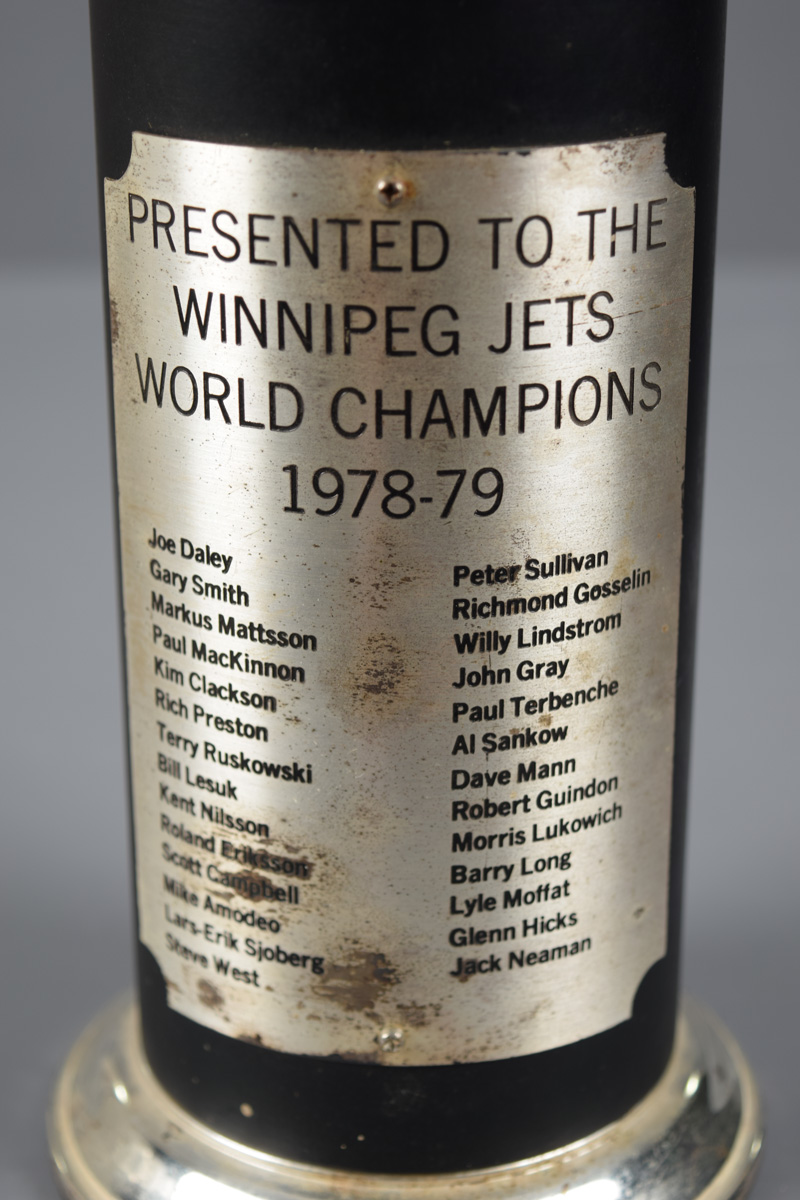 PRESENTED TO THE
WINNIPEG JETS
WORLD CHAMPIONS
1978-79
Joe Daley
Gary Smith
Markus Mattsson
Paul MacKinnon
Kim Clackson
Rich Preston
Terry Ruskowski
Bill Lesuk
Kent Nilsson
Roland Eriksson
Scott Campbell
Mike Amodeo
Lars-Erik Sjoberg
Steve West
Peter Sullivan
Richmond Gosselin
Willy Lindstrom
John Gray
Paul Terbenche
Al Sankow
Dave Mann
Robert Guindon
Morris Lukowich
Barry Long
Lyle Moffat
Glenn Hicks
Jack Neaman